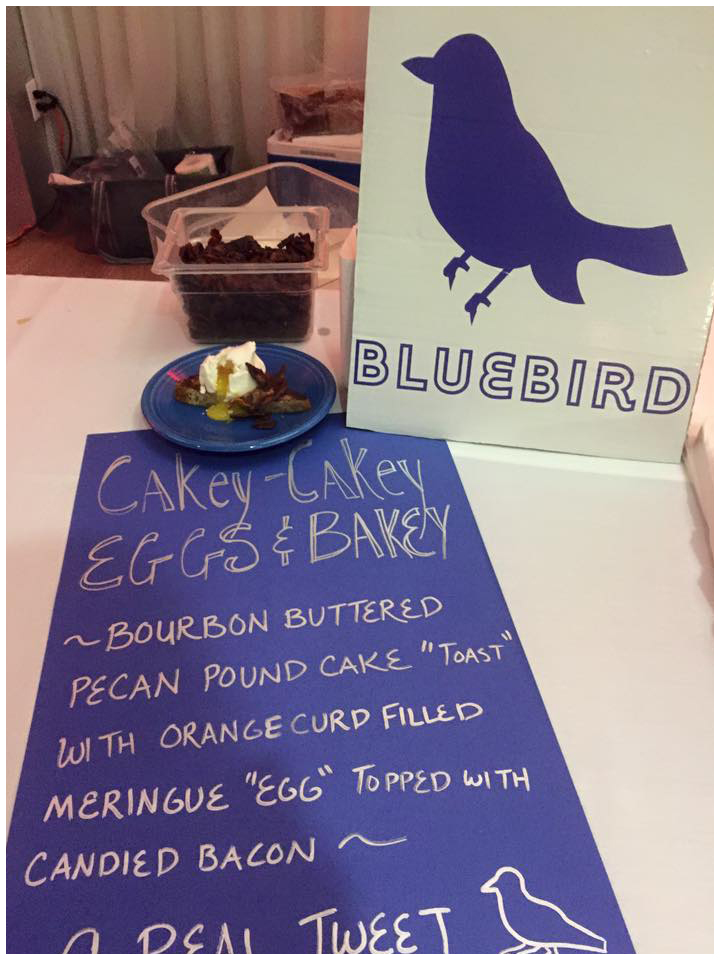 BLUEBIRD
CAKEY-CAKEY
EGGS & BAKEY
~ BOURBON BUTTERED
PECAN POUND CAKE "TOAST"
WITH ORANGE CURD FILLED
MERINGUE "EGG" TOPPED WITH
CANDIED BACON ~
A REAL TWEET